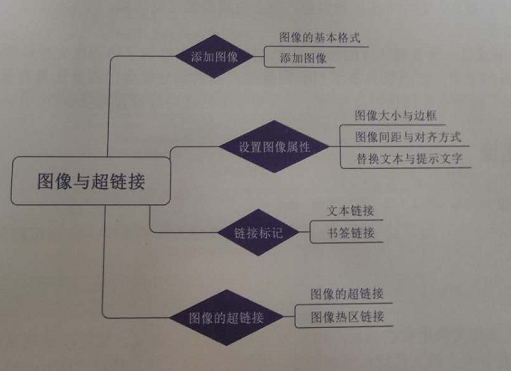 图像与超链接
添加图像
图像的基本格式
添加图像
设置图像属性
图像大小与边框
图像间距与对齐方式
替换文本与提示文字
链接标记
文本链接
书签链接
图像的超链接
图像的超链接
图像热区链接